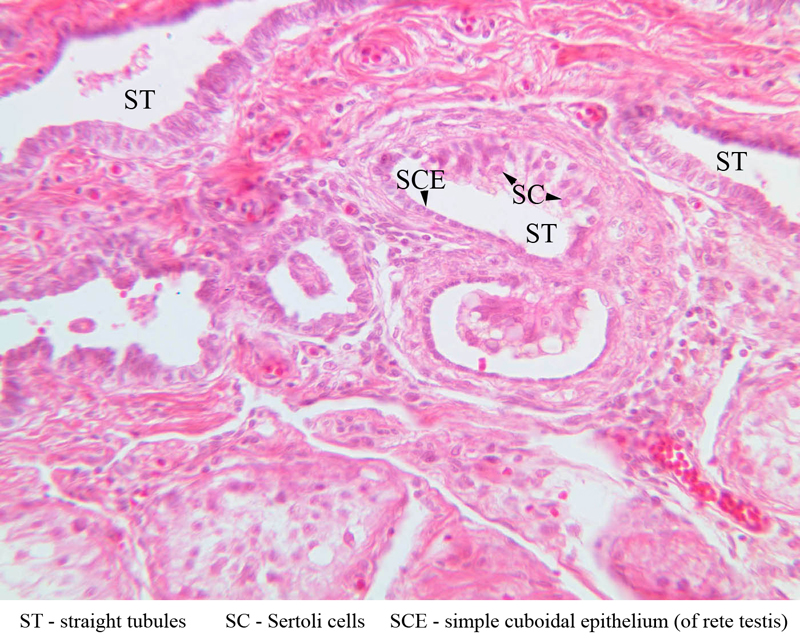 ST
ST
SCE
SC
ST
ST - straight tubules SC - Sertoli cells SCE - simple cuboidal epithelium (of rete testis)